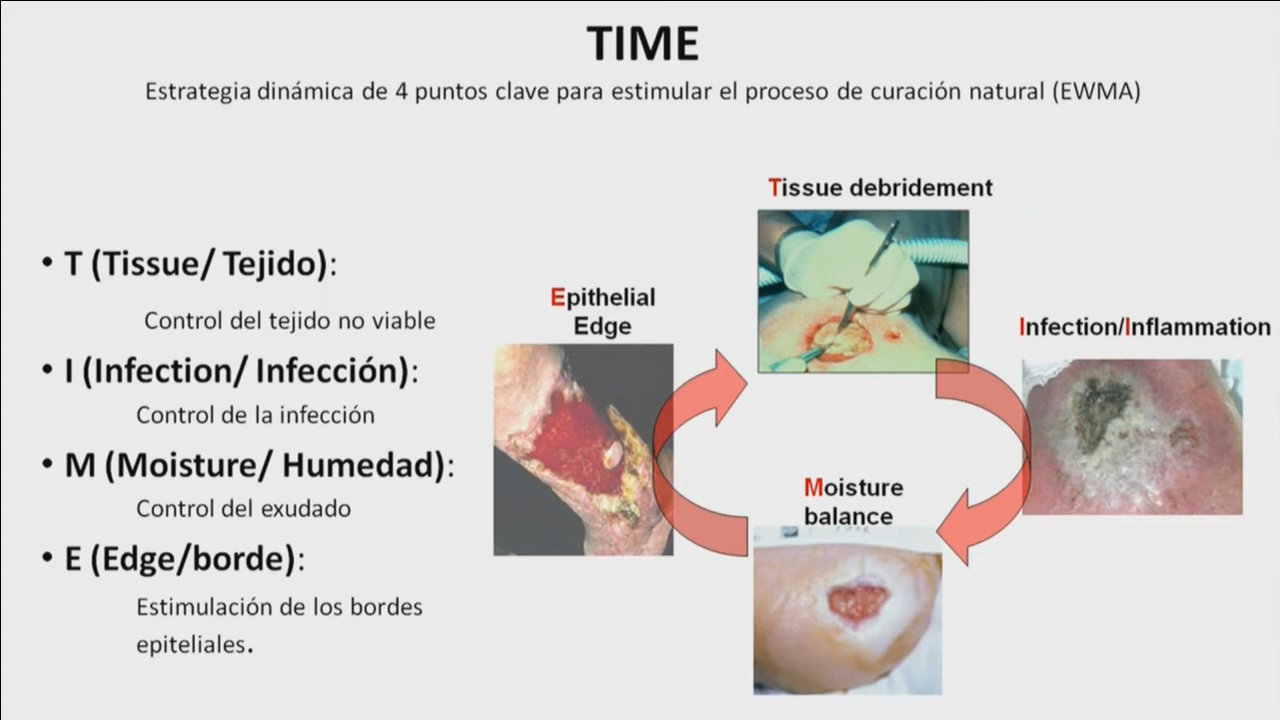 TIME
Estrategia dinámica de 4 puntos clave para estimular el proceso de curación natural (EWMA)
• T (Tissue/ Tejido):
Control del tejido no viable
• I (Infection/ Infección):
Control de la infección
• M (Moisture/ Humedad):
Control del exudado
• E (Edge/borde):
Estimulación de los bordes
epiteliales.
Tissue debridement
Epithelial
Edge
Infection/Inflammation
Moisture
balance